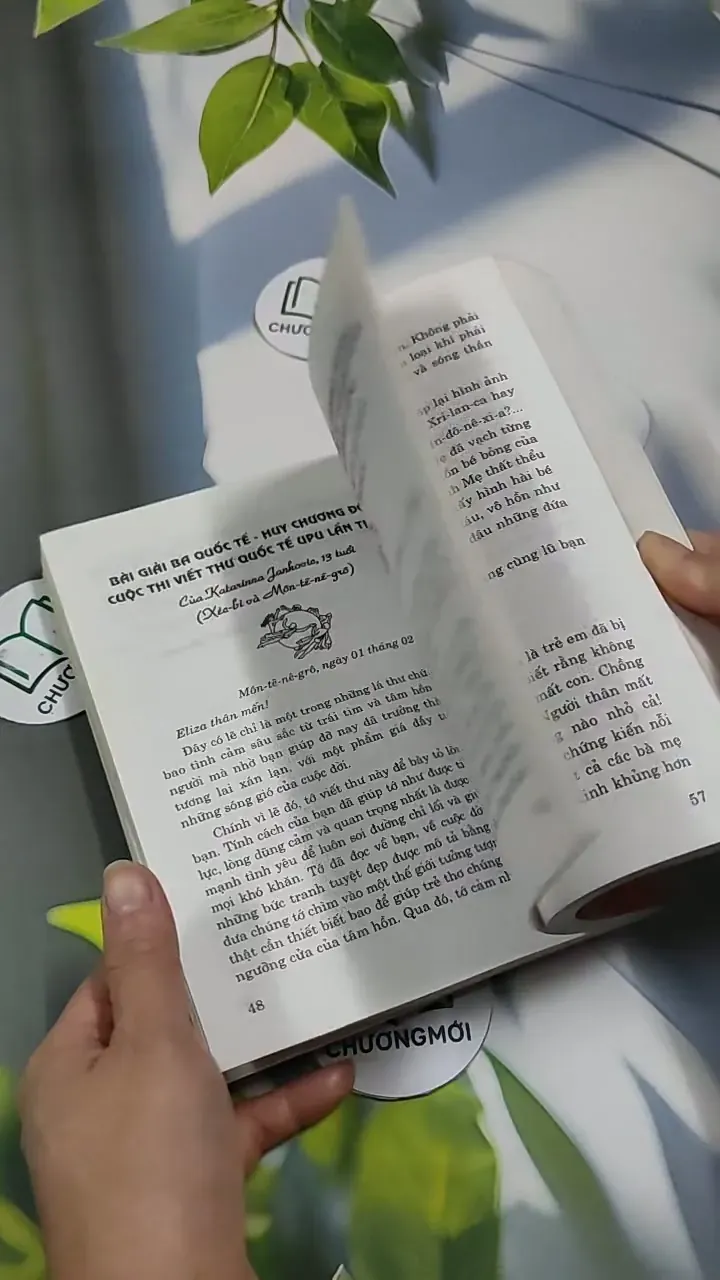 CHƯƠ
BÀI GIẢI BA QUỐC TẾ - HUY CHƯƠNG
CUỘC THI VIẾT THƯ QUỐC TẾ UPU LẦN
Của Katarinna Jankovic, 13 tuổi
(Xéc-bi và Môn-tê-nê-grô)
Môn-tê-nê-grô, ngày 01 tháng 02
Eliza thân mến!
Đây có lẽ chỉ là một trong những lá thư chứ
bao tình cảm sâu sắc từ trái tim và tâm hồn
người mà nhờ bạn giúp đỡ nay đã trưởng
tương lai xán lạn, với một phẩm giá đầy
những sóng gió của cuộc đời.
Chính vì lẽ đó, tớ viết thư này để bày tỏ
bạn. Tính cách của bạn đã giúp tớ như được
lực, lòng dũng cảm và quan trọng nhất là được
mạnh tình yêu để luôn soi đường chỉ lối và
mọi khó khăn. Tớ đã đọc về bạn, về cuộc
những bức tranh tuyệt đẹp được mô tả bằng
đưa chúng tớ chìm vào một thế giới tưởng
thật cần thiết biết bao để giúp trẻ thơ chúng
ngưỡng cửa của tâm hồn. Qua đó, tớ cảm
48
Không phải
loại khỉ phải
và sóng thần
lại hình ảnh
Xri-lan-ca hay
n-đô-nê-xi-a?...
đã vạch từng
bé bỏng của
Mẹ thất thểu
hình hài bé
vô hồn như
đâu những đứa
cùng lũ bạn
là trẻ em đã bị
rằng không
mất con. Chồng
người thân mất
nào nhỏ cả!
chứng kiến nỗi
cả các bà mẹ
khủng hơn
57
CHƯƠ
CHƯƠNGMỚI